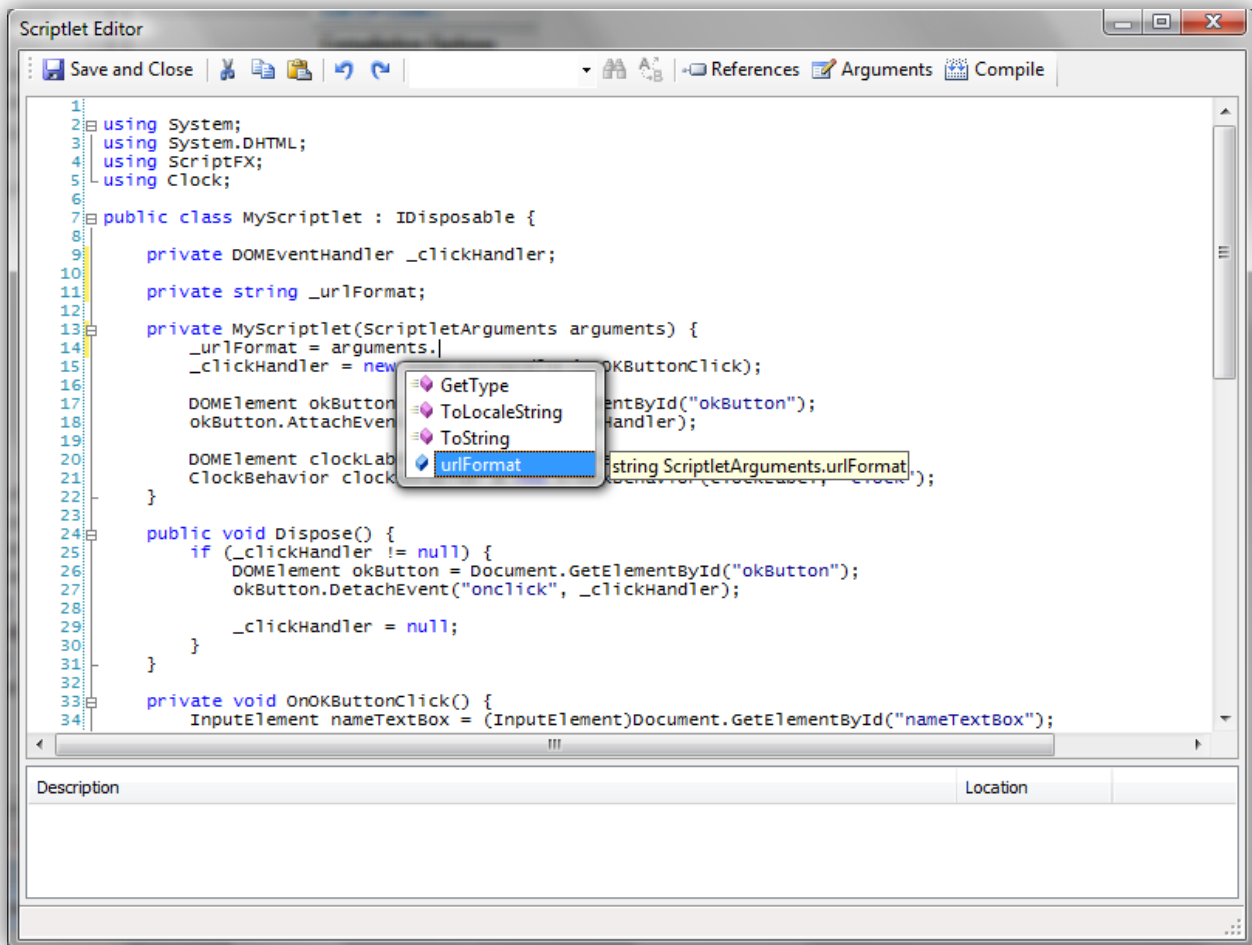 Scriptlet Editor
Save and Close References Arguments Compile
1
2 using System;
3 using System.DHTML;
4 using ScriptFX;
5 using Clock;
6
7 public class MyScriptlet : IDisposable {
8
9 private DOMEventHandler _clickHandler;
10
11 private string _urlFormat;
12
13 private MyScriptlet(ScriptletArguments arguments) {
14 _urlFormat = arguments.
15 _clickHandler = new OKButtonClick);
GetType
16
17 DOMElement okButton entById("okButton");
ToLocaleString
18 okButton.AttachEven Handler);
19
ToString
20 DOMElement clockLab
urlFormat string ScriptletArguments.urlFormat
21 ClockBehavior clock
22 }
23
24 public void Dispose() {
25 if (_clickHandler != null) {
26 DOMElement okButton = Document.GetElementById("okButton");
27 okButton.DetachEvent("onclick", _clickHandler);
28
29 _clickHandler = null;
30 }
31 }
32
33 private void OnOKButtonClick() {
34 InputElement nameTextBox = (InputElement)Document.GetElementById("nameTextBox");
Description Location